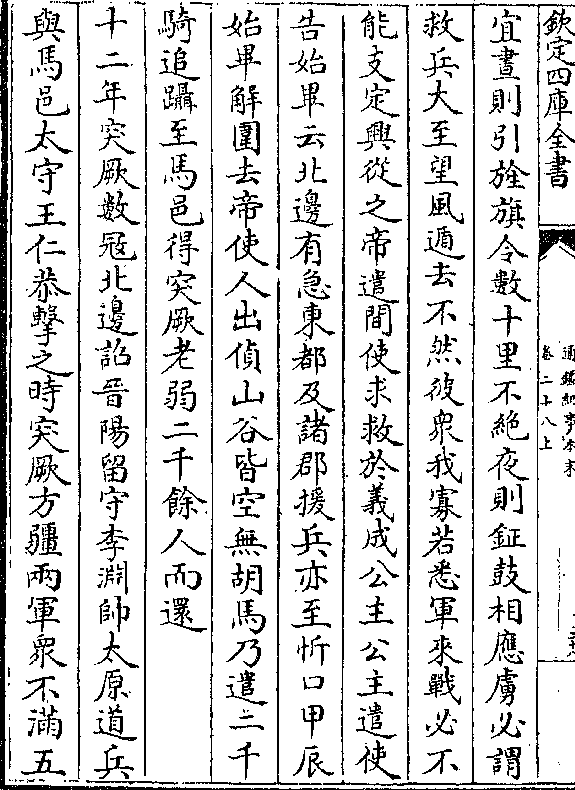 欽定四庫全書
通鑑紀事本末
卷二十八上
宜晝則引旌旗令數十里不絶夜則鉦鼓相應虜必謂
救兵大至望風遁去不然彼衆我寡若悉軍來戰必不
能支定興從之帝遣間使求救於義成公主公主遣使
告始畢云北邊有急東都及諸郡援兵亦至忻口甲辰
始畢解圍去帝使人出偵山谷皆空無胡馬乃遣二千
騎追躡至馬邑得突厥老弱二千餘人而還
十二年突厥數冦北邊詔晉陽留守李淵帥太原道兵
與馬邑太守王仁恭擊之時突厥方疆兩軍衆不滿五